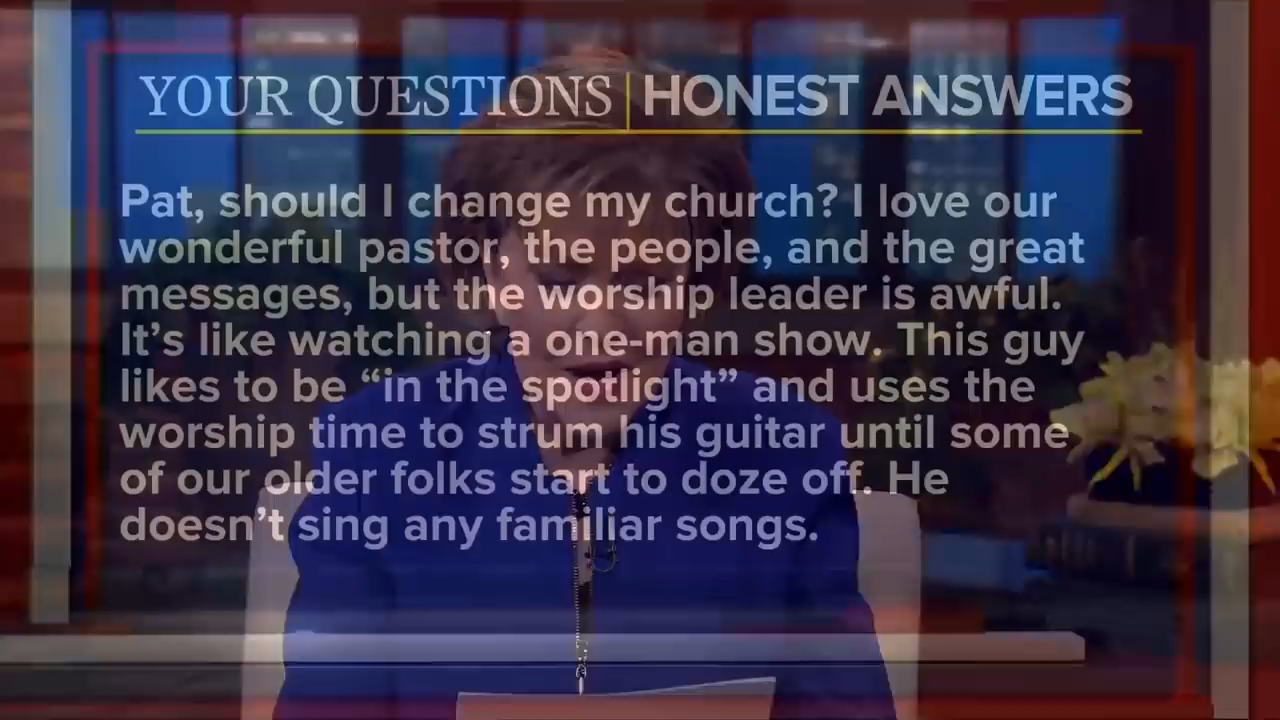 YOUR QUESTIONS | HONEST ANSWERS
Pat, should I change my church? I love our
wonderful pastor, the people, and the great
messages, but the worship leader is awful.
It’s like watching a one-man show. This guy
likes to be “in the spotlight” and uses the
worship time to strum his guitar until some
of our older folks start to doze off. He
doesn’t sing any familiar songs.